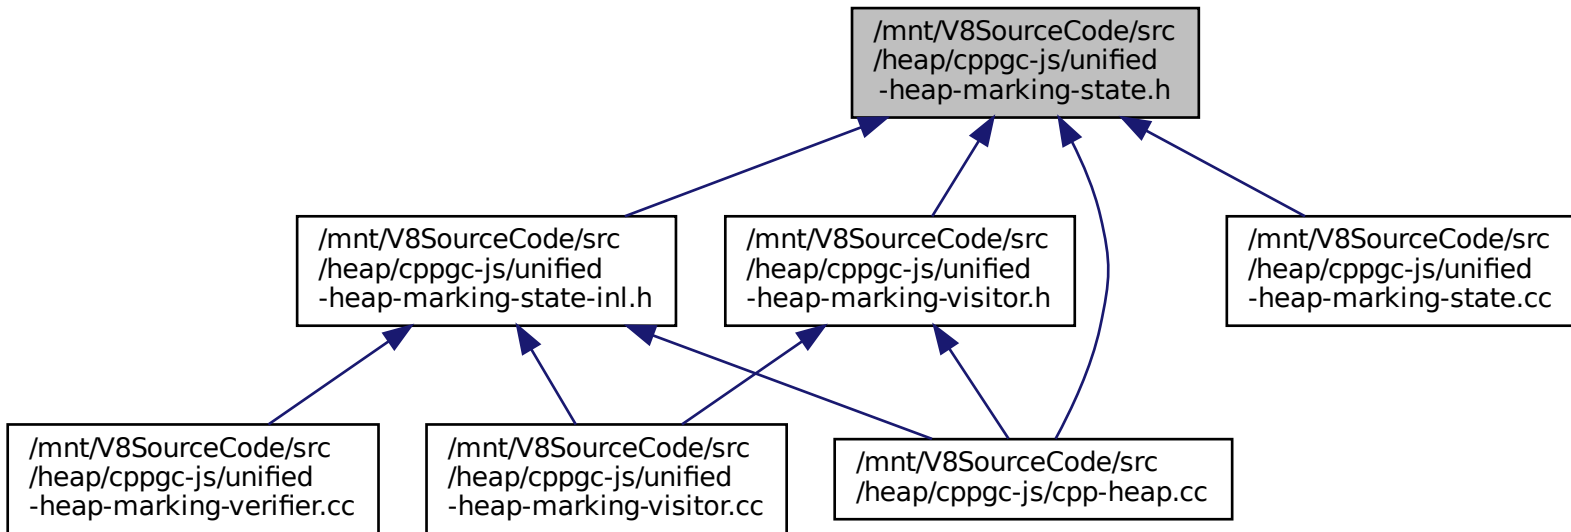 /mnt/V8SourceCode/src
/heap/cppgc-js/unified
-heap-marking-state.h
/mnt/V8SourceCode/src
/heap/cppgc-js/unified
-heap-marking-state-inl.h
/mnt/V8SourceCode/src
/heap/cppgc-js/unified
-heap-marking-visitor.h
/mnt/V8SourceCode/src
/heap/cppgc-js/unified
-heap-marking-state.cc
/mnt/V8SourceCode/src
/heap/cppgc-js/unified
-heap-marking-verifier.cc
/mnt/V8SourceCode/src
/heap/cppgc-js/unified
-heap-marking-visitor.cc
/mnt/V8SourceCode/src
/heap/cppgc-js/cpp-heap.cc